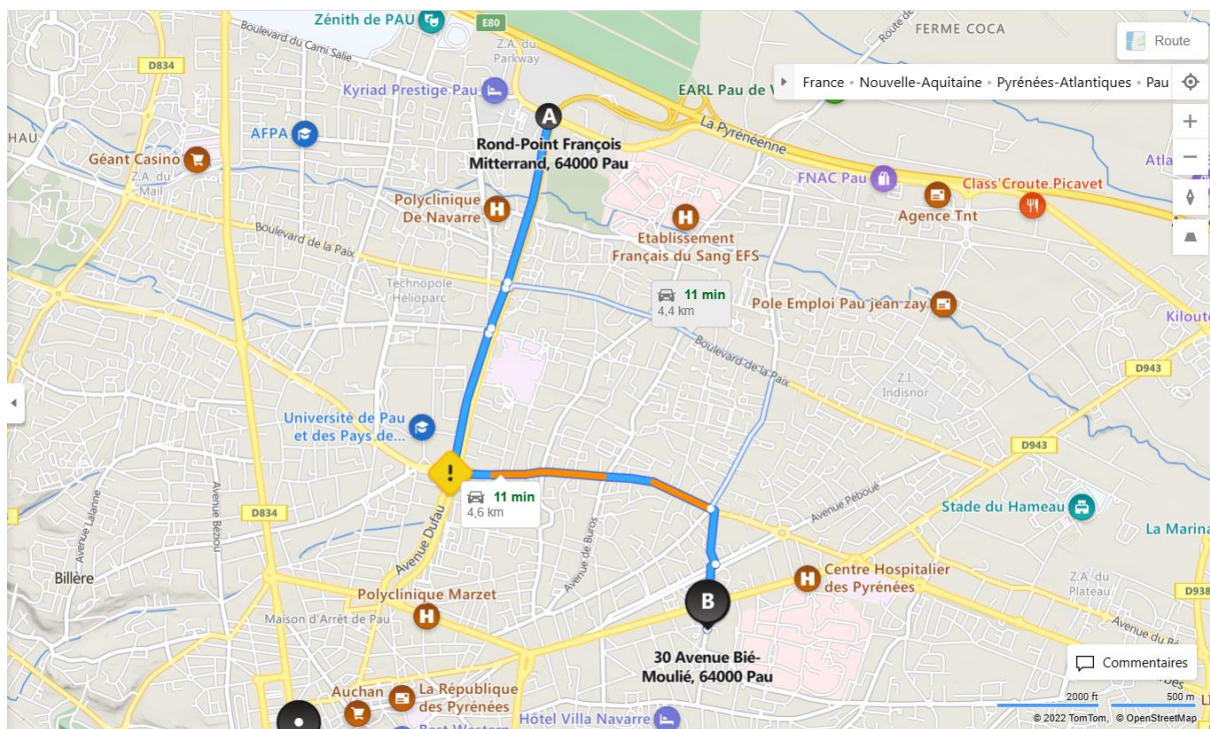 Zénith de PAU
E80
Route de
FERME COCA
Route
Boulevard du Cami Salie
Z.A. du
Parkway
D834
Kyriad Prestige Pau
EARL Pau de V
France • Nouvelle-Aquitaine • Pyrénées-Atlantiques • Pau
A
Rond-Point François
Mitterrand, 64000 Pau
La Pyrénéenne
HAU
AFPA
Géant Casino
Z.A. du
Mail
FNAC Pau
Class'Croute Picavet
Agence Tnt
Polyclinique
De Navarre
H
Etablissement
Français du Sang EFS
H
Boulevard de la Paix
Technopole
Hélioparc
11 min
4,4 km
Pole Emploi Pau jean zay
Boulevard de la Paix
D943
Z.I.
Indisnor
Université de Pau
et des Pays de...
D943
!
11 min
4,6 km
Avenue Lalanne
Avenue Béziou
D834
Avenue Dufau
Avenue de Buros
Avenue Péboué
Stade du Hameau
La Marina
Billère
Polyclinique Marzet
H
Maison d'Arrêt de Pau
B
H
Centre Hospitalier
des Pyrénées
Z.A. du
Plateau
D938
30 Avenue Bié-
Moulié, 64000 Pau
Commentaires
Auchan
La République
des Pyrénées
Hôtel Villa Navarre
2000 ft
500 m
© 2022 TomTom, © OpenStreetMap